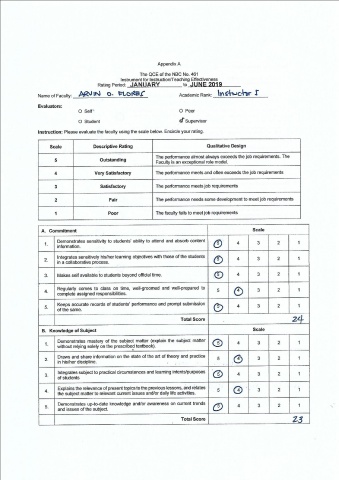 Appendix A
The QCE of the NBC No. 461
Instrument for Instruction/Teaching Effectiveness
Rating Period: JANUARY to JUNE 2019
Name of Faculty: ARVIN O. FLORES Academic Rank: Instructor I
Evaluators:
O Self O Peer
O Student O Supervisor
Instruction: Please evaluate the faculty using the scale below. Encircle your rating.
Scale Descriptive Rating Qualitative Design
5 Outstanding The performance almost always exceeds the job requirements. The
Faculty is an exceptional role model.
4 Very Satisfactory The performance meets and often exceeds the job requirements
3 Satisfactory The performance meets job requirements
2 Fair The performance needs some development to meet job requirements
1 Poor The faculty fails to meet job requirements
A. Commitment Scale
1. Demonstrates sensitivity to students' ability to attend and absorb content
information. 5 4 3 2 1
2. Integrates sensitively his/her learning objectives with those of the students
in a collaborative process. 5 4 3 2 1
3. Makes self available to students beyond official time. 5 4 3 2 1
4. Regularly comes to class on time, well-groomed and well-prepared to
complete assigned responsibilities. 5 4 3 2 1
5. Keeps accurate records of students' performance and prompt submission
of the same. 5 4 3 2 1
Total Score 24
B. Knowledge of Subject Scale
1. Demonstrates mastery of the subject matter (explain the subject matter
without relying solely on the prescribed textbook). 5 4 3 2 1
2. Draws and share information on the state of the art of theory and practice
in his/her discipline. 5 4 3 2 1
3. Integrates subject to practical circumstances and learning intents/purposes
of students 5 4 3 2 1
4. Explains the relevance of present topics to the previous lessons, and relates
the subject matter to relevant current issues and/or daily life activities. 5 4 3 2 1
5. Demonstrates up-to-date knowledge and/or awareness on current trends
and issues of the subject. 5 4 3 2 1
Total Score 23